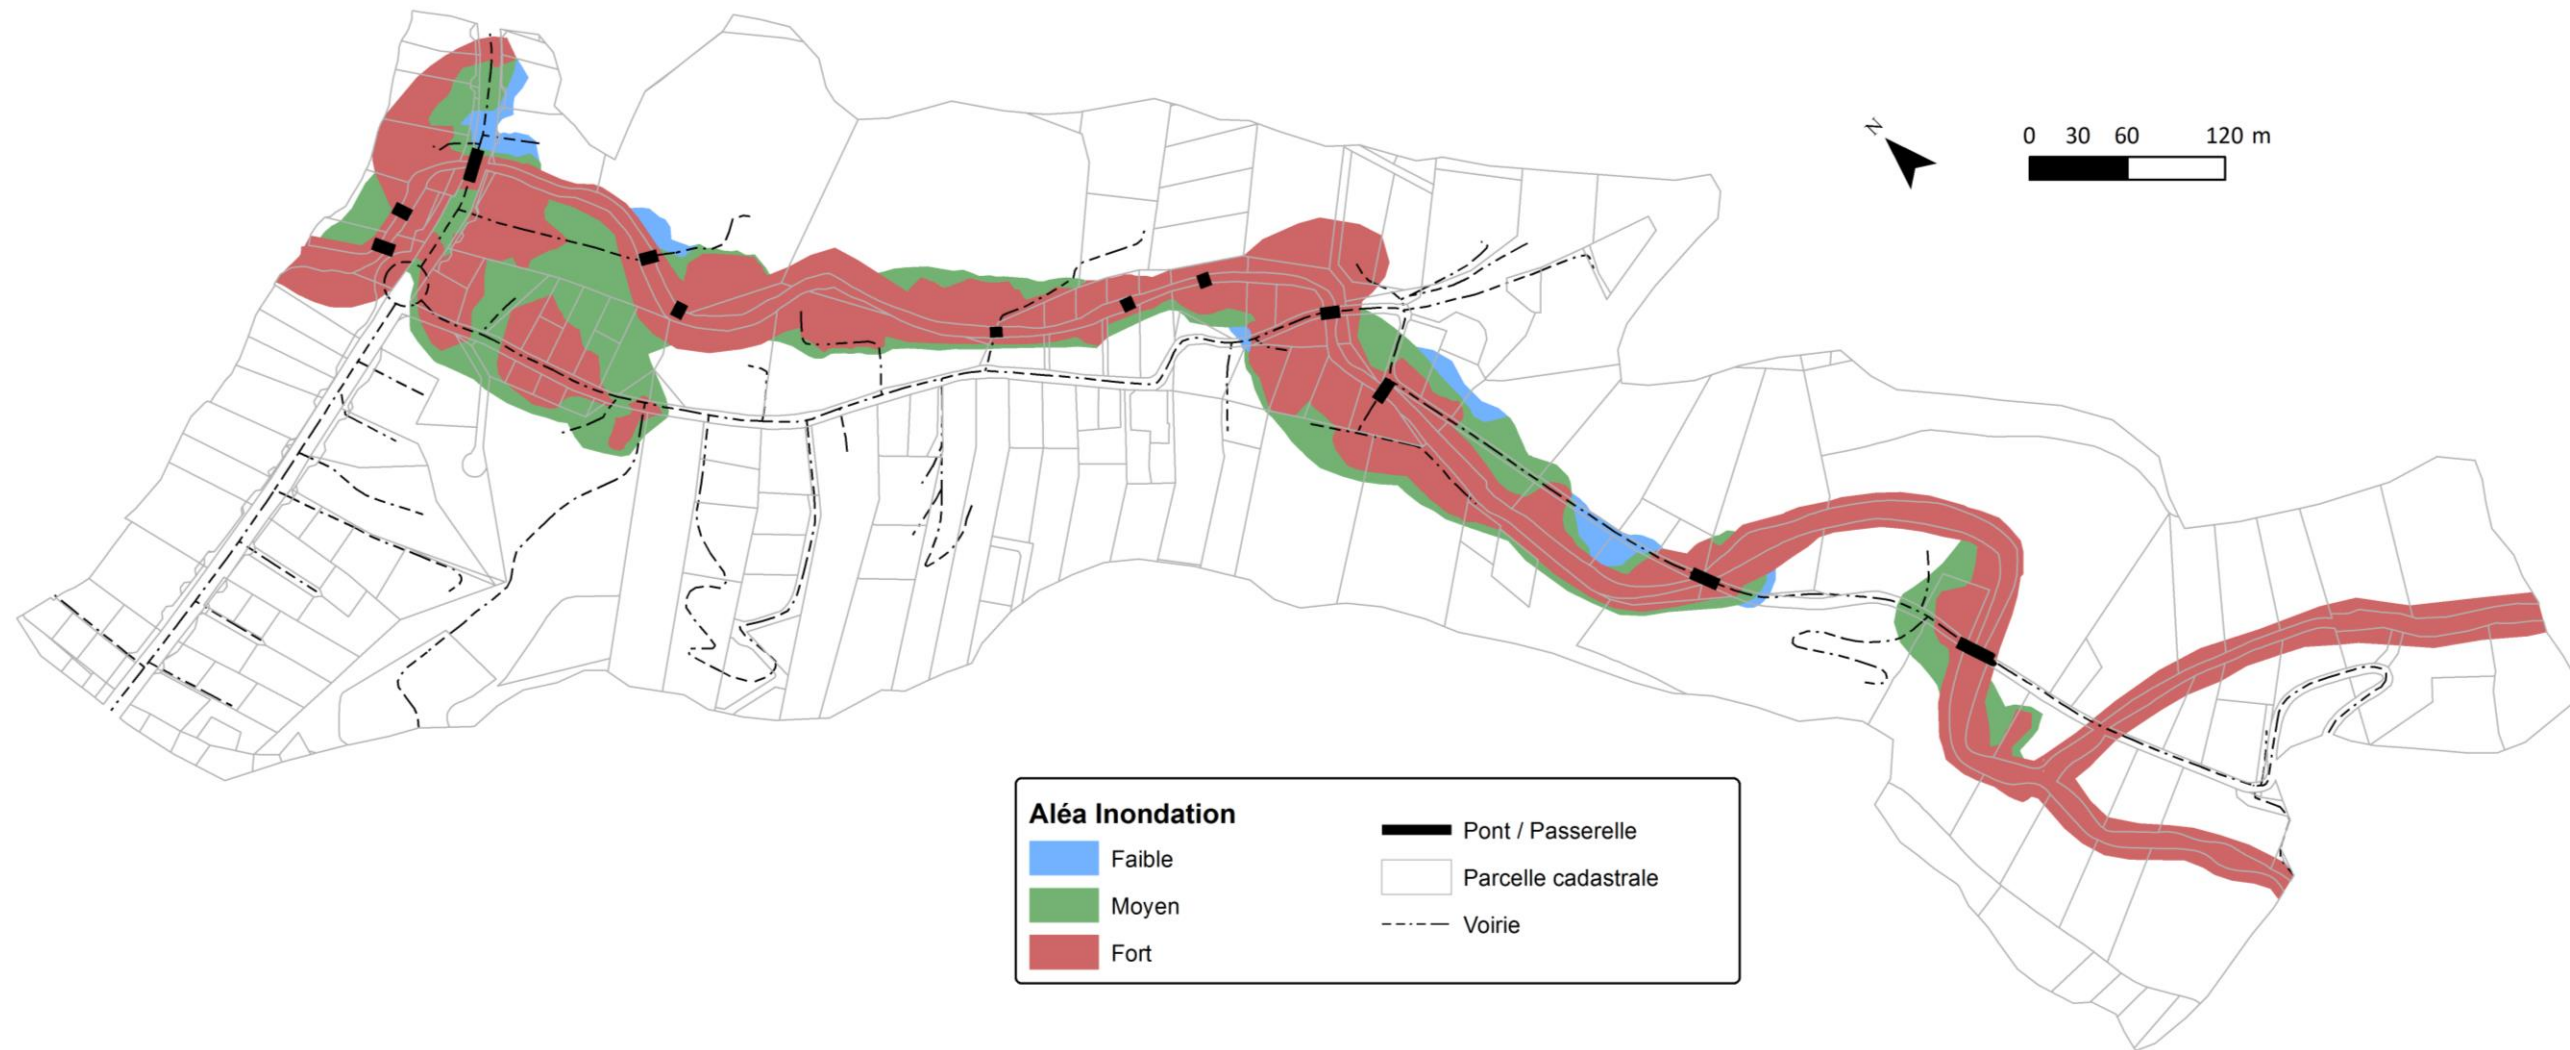 N
0 30 60 120 m
Aléa Inondation
Faible
Moyen
Fort
Pont / Passerelle
Parcelle cadastrale
Voirie